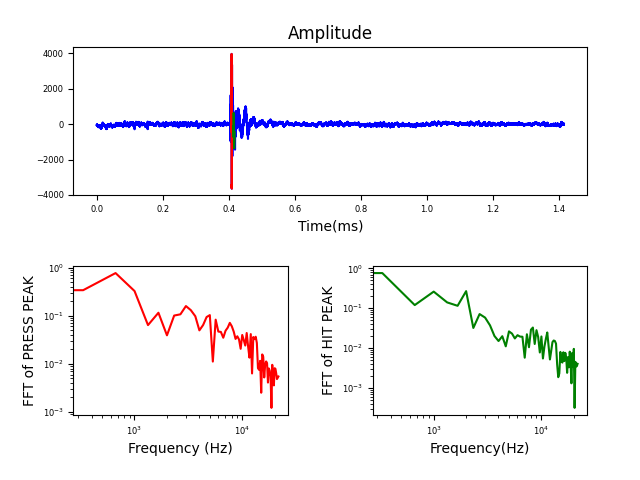 Amplitude
4000
2000
0
−2000
−4000
0.0 0.2 0.4 0.6 0.8 1.0 1.2 1.4
Time(ms)
FFT of PRESS PEAK
10⁰
10⁻¹
10⁻²
10⁻³
10³ 10⁴
Frequency (Hz)
FFT of HIT PEAK
10⁰
10⁻¹
10⁻²
10⁻³
10³ 10⁴
Frequency(Hz)